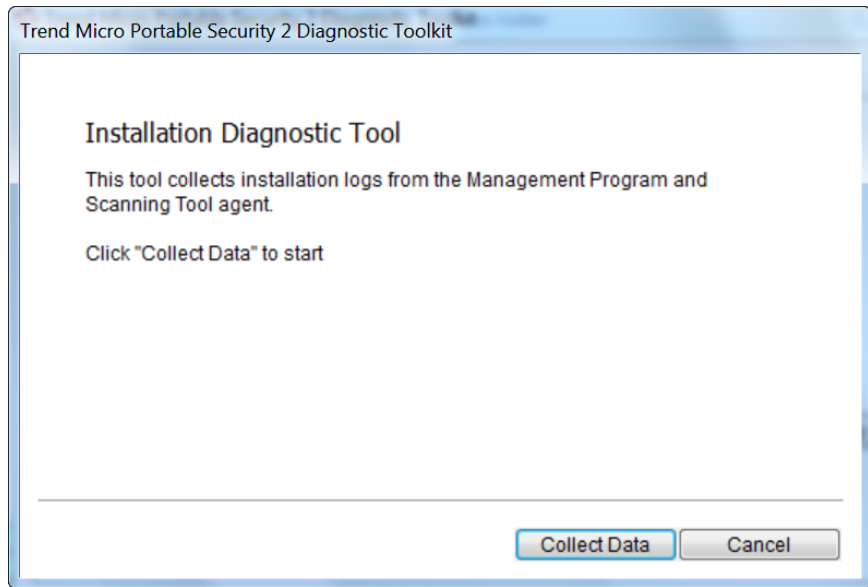 Trend Micro Portable Security 2 Diagnostic Toolkit
Installation Diagnostic Tool
This tool collects installation logs from the Management Program and
Scanning Tool agent.
Click "Collect Data" to start
Collect Data
Cancel